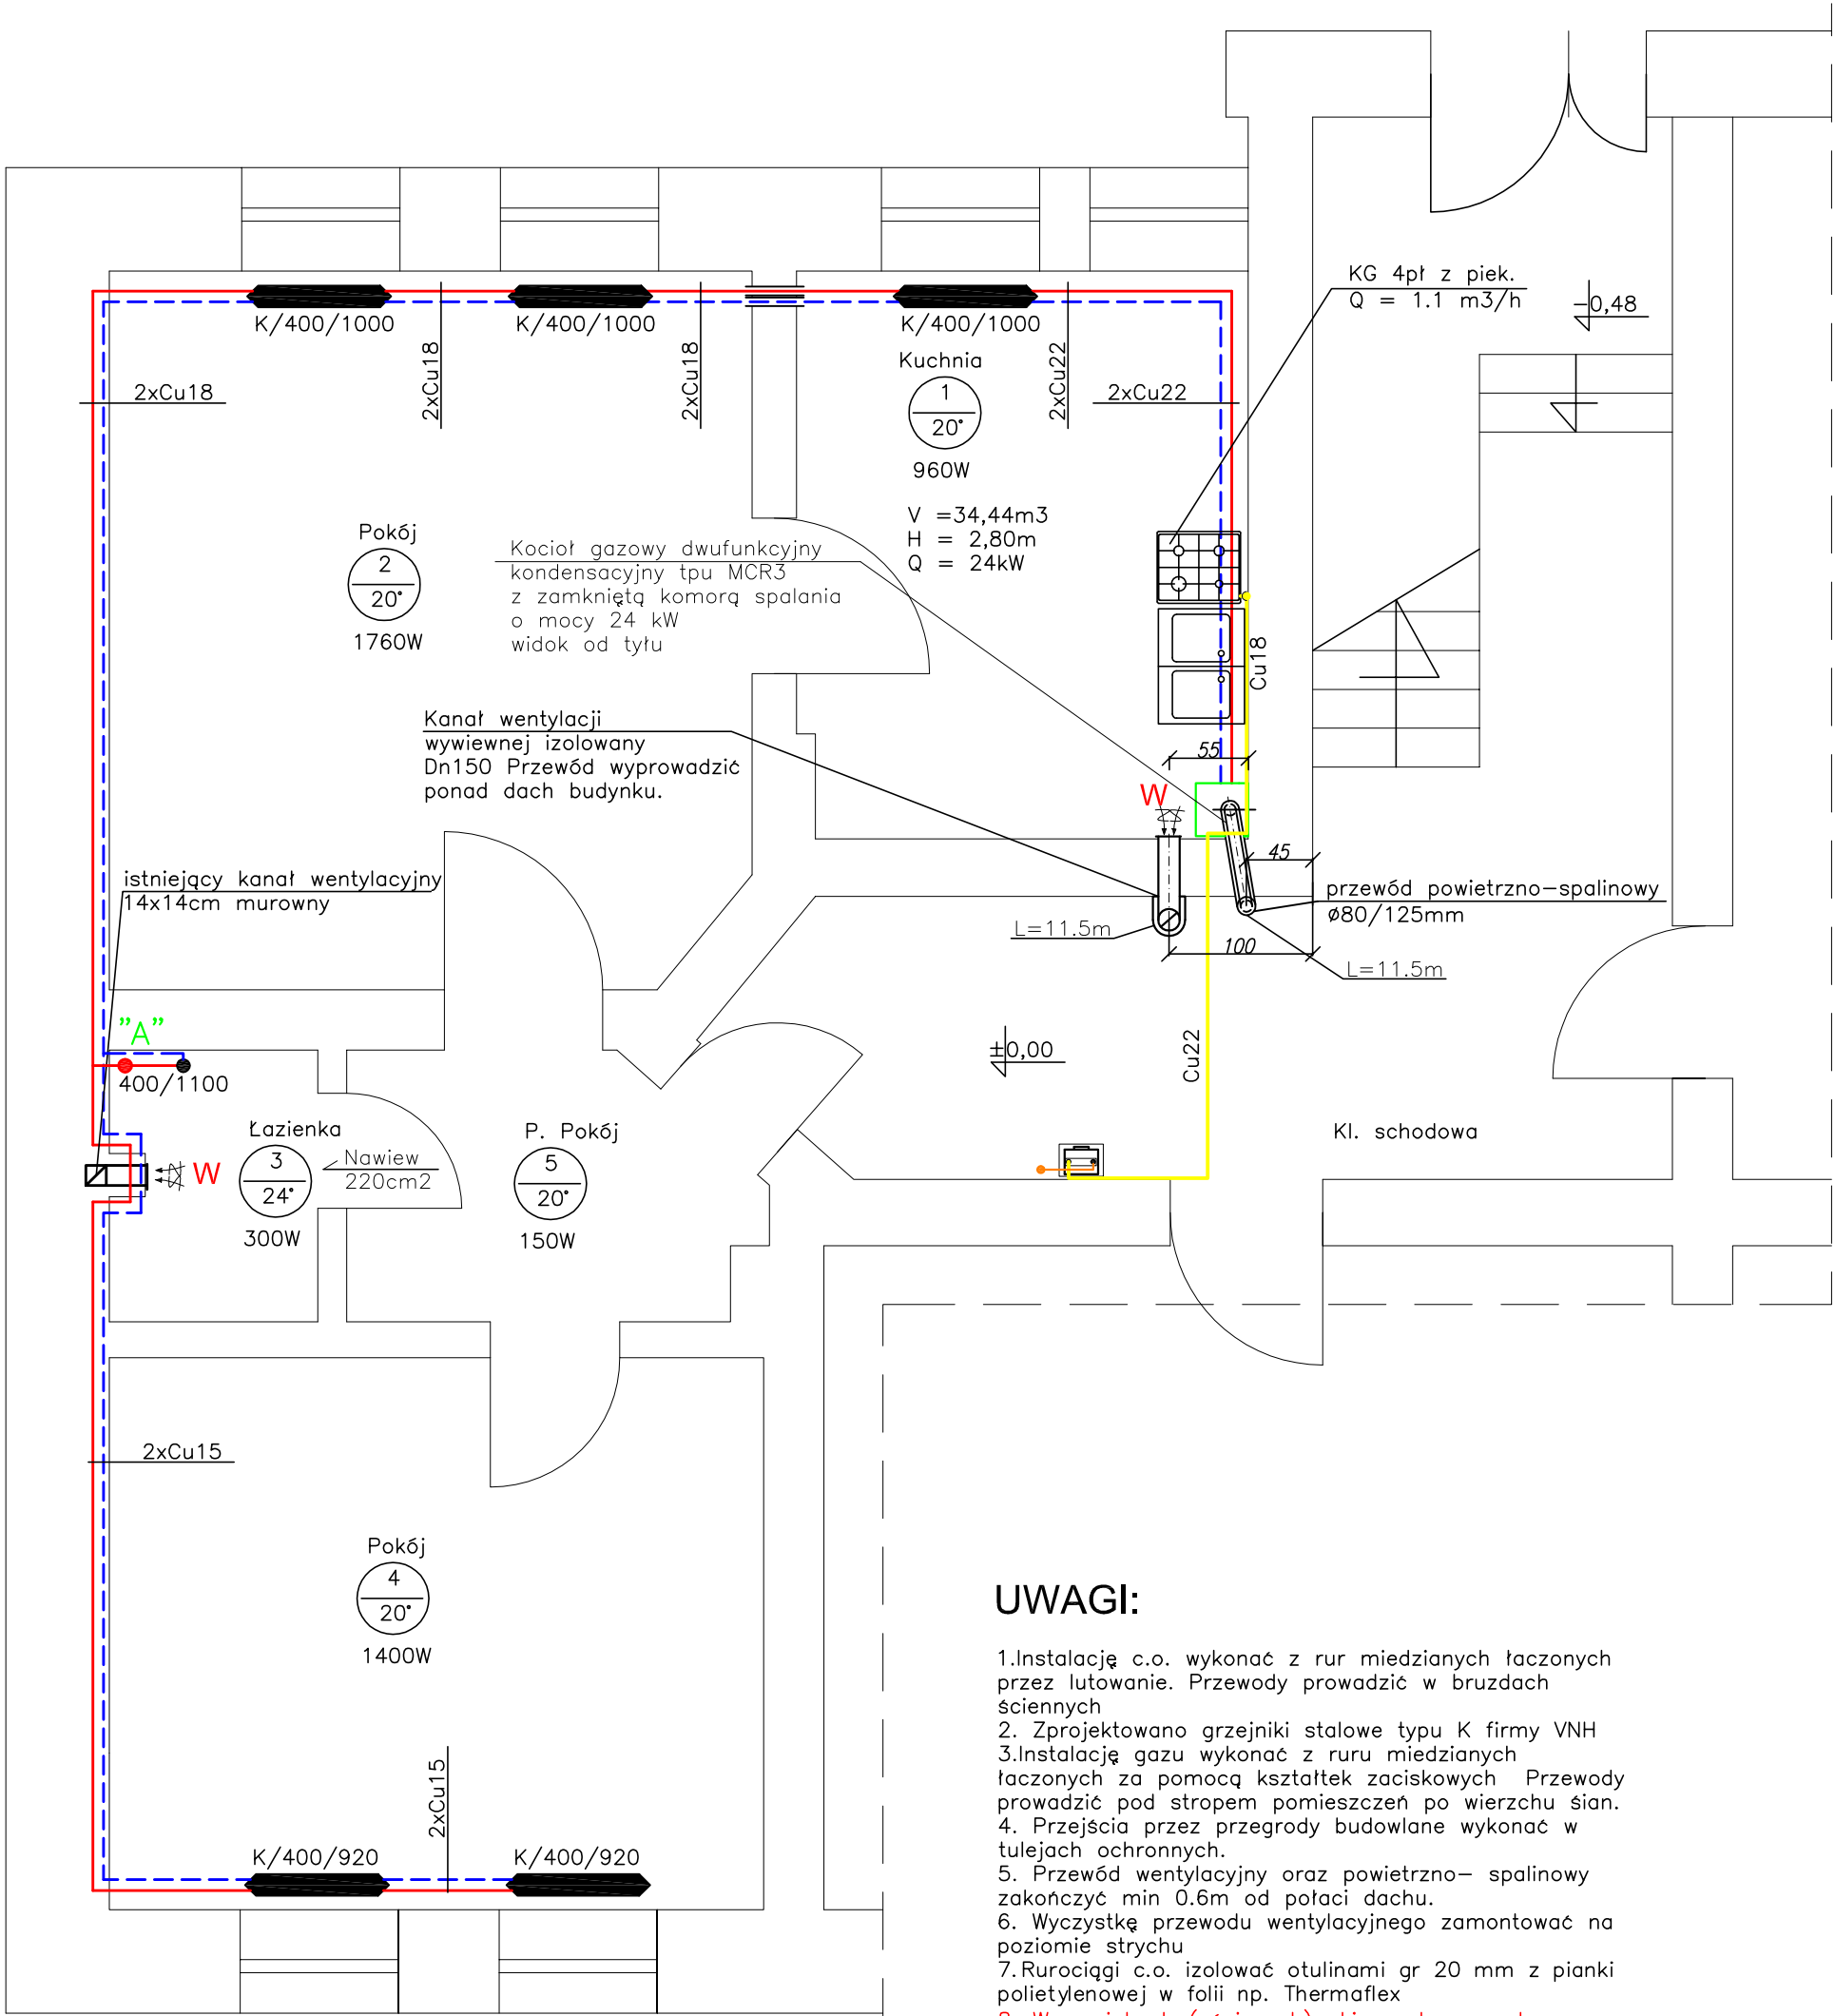 KG 4pł z piek.
Q = 1.1 m3/h
-0,48
K/400/1000
K/400/1000
K/400/1000
2xCu18
2xCu18
2xCu18
2xCu22
2xCu22
Kuchnia
1
20°
960W
V =34,44m3
H = 2,80m
Q = 24kW
Pokój
2
20°
1760W
Kocioł gazowy dwufunkcyjny
kondensacyjny tpu MCR3
z zamkniętą komorą spalania
o mocy 24 kW
widok od tyłu
Cu18
Kanał wentylacji
wywiewnej izolowany
Dn150 Przewód wyprowadzić
ponad dach budynku.
55
W
45
istniejący kanał wentylacyjny
14x14cm murowny
przewód powietrzno-spalinowy
ø80/125mm
L=11.5m
100
L=11.5m
"A"
400/1100
±0,00
Cu22
Łazienka
3
24°
300W
W
Nawiew
220cm2
P. Pokój
5
20°
150W
Kl. schodowa
2xCu15
Pokój
4
20°
1400W
2xCu15
K/400/920
K/400/920
UWAGI:
1.Instalację c.o. wykonać z rur miedzianych łaczonych
przez lutowanie. Przewody prowadzić w bruzdach
ściennych
2. Zprojektowano grzejniki stalowe typu K firmy VNH
3.Instalację gazu wykonać z ruru miedzianych
łaczonych za pomocą kształtek zaciskowych Przewody
prowadzić pod stropem pomieszczeń po wierzchu śian.
4. Przejścia przez przegrody budowlane wykonać w
tulejach ochronnych.
5. Przewód wentylacyjny oraz powietrzno- spalinowy
zakończyć min 0.6m od połaci dachu.
6. Wyczystkę przewodu wentylacyjnego zamontować na
poziomie strychu
7.Rurociągi c.o. izolować otulinami gr 20 mm z pianki
polietylenowej w folii np. Thermaflex